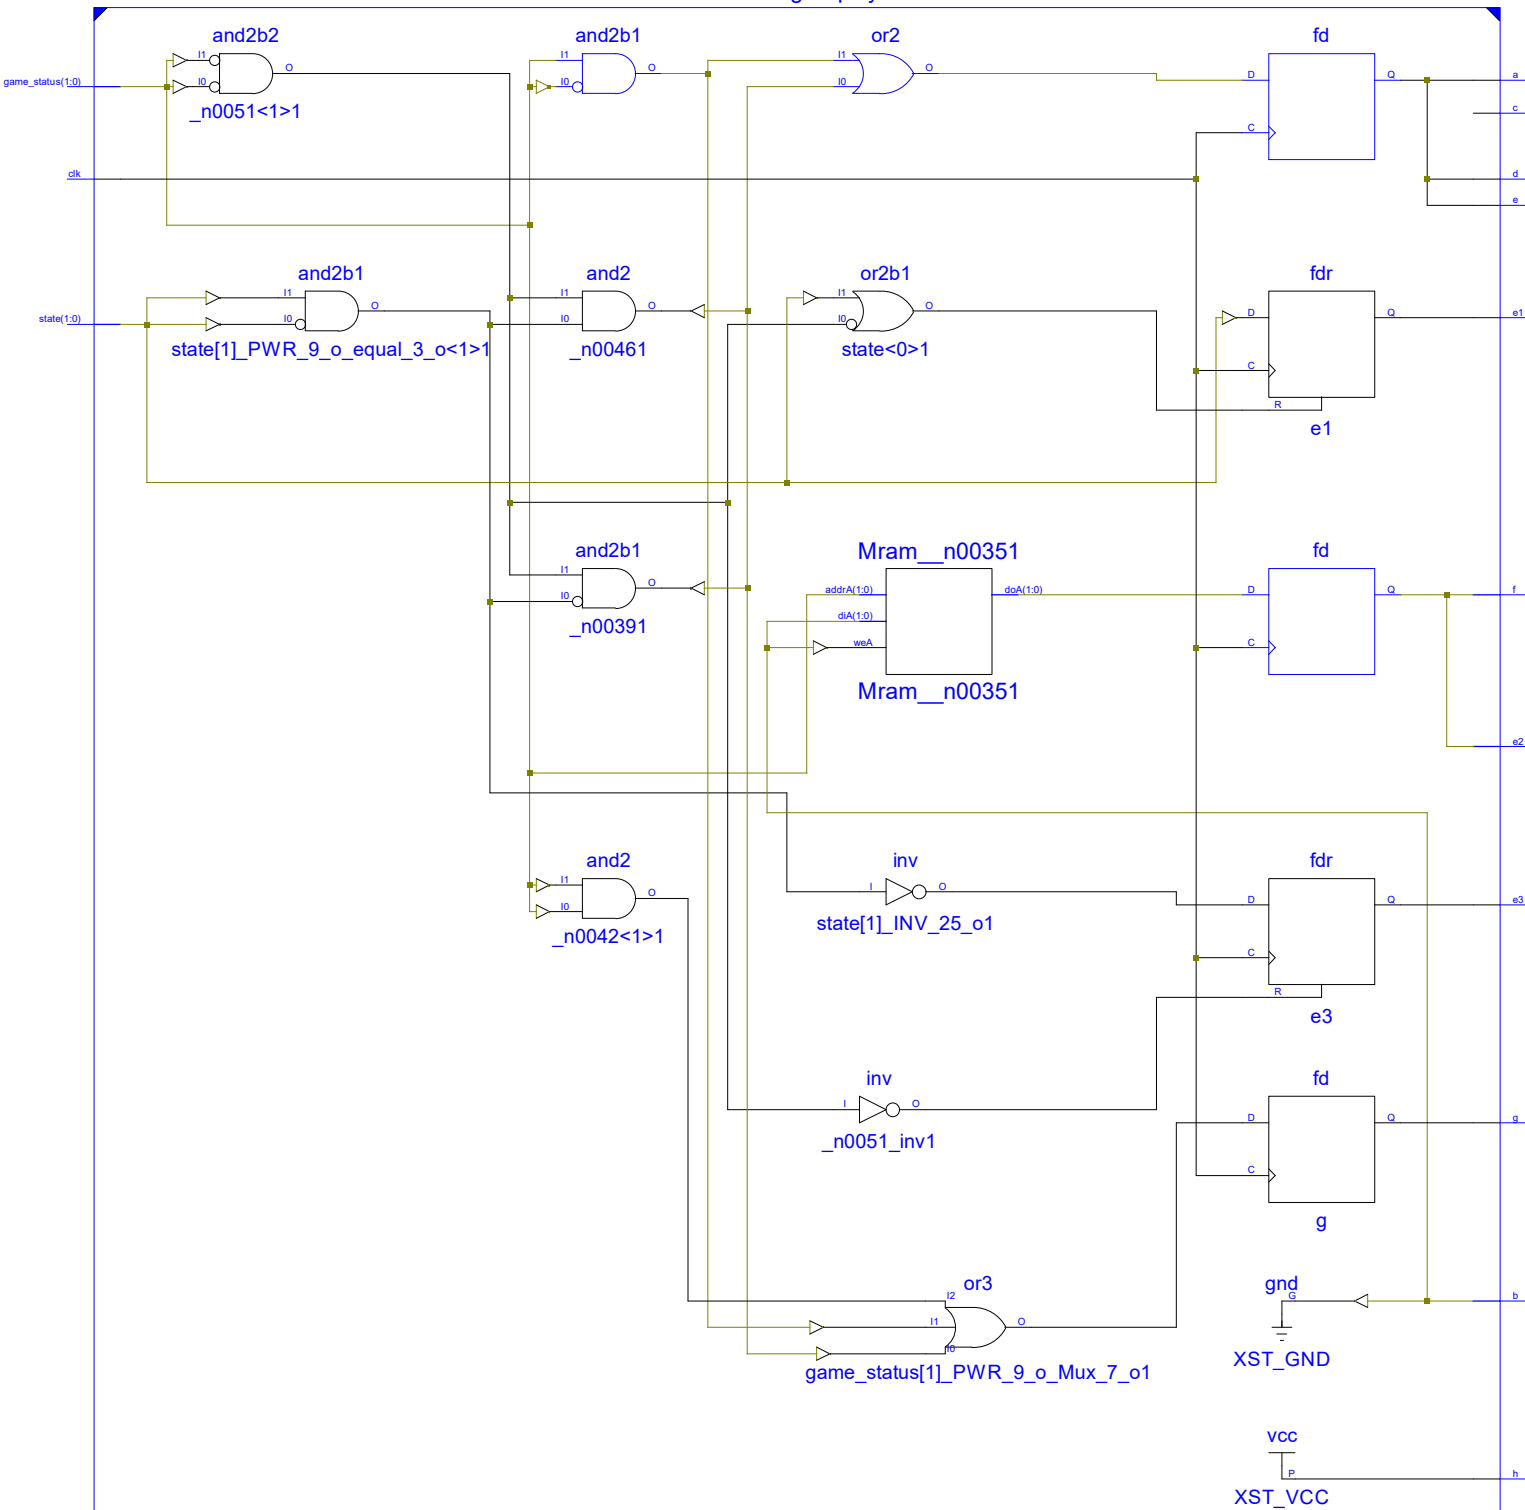 and2b2 and2b1 or2 fd
game_status(1:0) I1 I0 O I1 I0 O I1 I0 O D C Q a
_n0051<1>1
c
clk d
e
and2b1 and2 or2b1 fdr
state(1:0) I1 I0 O I1 I0 O I1 I0 O D C R Q e1
state[1]_PWR_9_o_equal_3_o<1>1 _n00461 state<0>1
e1
and2b1 Mram__n00351 fd
I1 I0 O addrA(1:0) diA(1:0) weA doA(1:0) D C Q f
_n00391
Mram__n00351
e2
and2 inv fdr
I1 I0 O I O D C R Q e3
_n0042<1>1 state[1]_INV_25_o1
e3
inv fd
I O D C Q g
_n0051_inv1
g
or3 gnd
I2 I1 I0 O G b
game_status[1]_PWR_9_o_Mux_7_o1 XST_GND
vcc
P h
XST_VCC